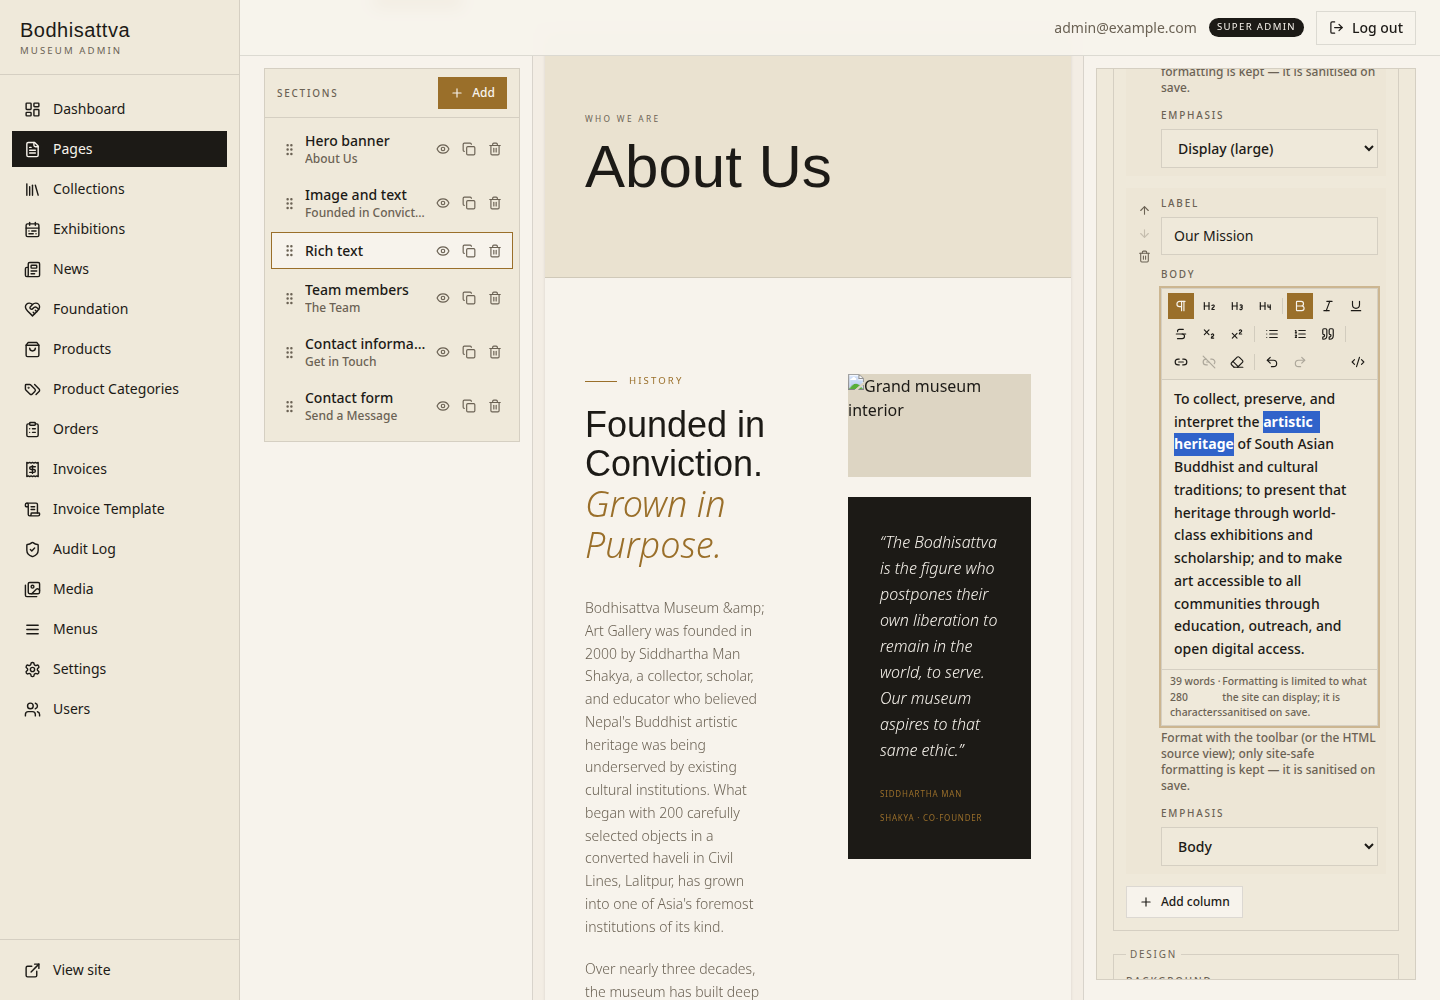 Bodhisattva
MUSEUM ADMIN
Dashboard
Pages
Collections
Exhibitions
News
Foundation
Products
Product Categories
Orders
Invoices
Invoice Template
Audit Log
Media
Menus
Settings
Users
View site
admin@example.com
SUPER ADMIN
Log out
SECTIONS
Add
Hero banner
About Us
Image and text
Founded in Convict...
Rich text
Team members
The Team
Contact informa...
Get in Touch
Contact form
Send a Message
WHO WE ARE
About Us
HISTORY
Founded in
Conviction.
Grown in
Purpose.
Bodhisattva Museum &amp;
Art Gallery was founded in
2000 by Siddhartha Man
Shakya, a collector, scholar,
and educator who believed
Nepal's Buddhist artistic
heritage was being
underserved by existing
cultural institutions. What
began with 200 carefully
selected objects in a
converted haveli in Civil
Lines, Lalitpur, has grown
into one of Asia's foremost
institutions of its kind.
Over nearly three decades,
the museum has built deep
Grand museum
interior
“The Bodhisattva
is the figure who
postpones their
own liberation to
remain in the
world, to serve.
Our museum
aspires to that
same ethic.”
SIDDHARTHA MAN
SHAKYA · CO-FOUNDER
formatting is kept — it is sanitised on
save.
EMPHASIS
Display (large)
LABEL
Our Mission
BODY
H2
H3
H4
B
I
U
S
X2
x2
To collect, preserve, and
interpret the artistic
heritage of South Asian
Buddhist and cultural
traditions; to present that
heritage through world-
class exhibitions and
scholarship; and to make
art accessible to all
communities through
education, outreach, and
open digital access.
39 words ·
280
characters
Formatting is limited to what
the site can display; it is
sanitised on save.
Format with the toolbar (or the HTML
source view); only site-safe
formatting is kept — it is sanitised on
save.
EMPHASIS
Body
Add column
DESIGN
BACKGROUND